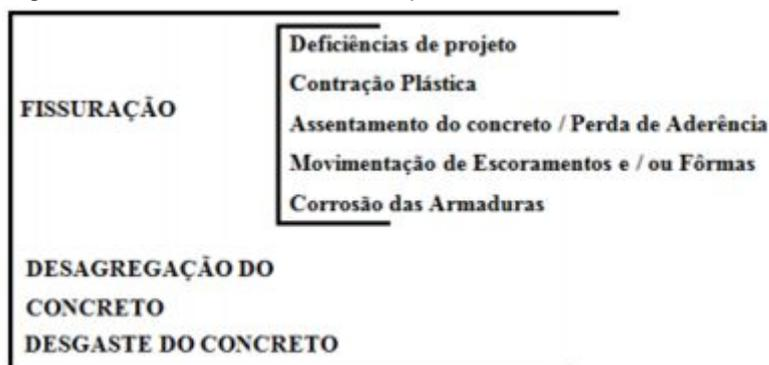 Deficiências de projeto
Contração Plástica
FISSURAÇÃO
Assentamento do concreto / Perda de Aderência
Movimentação de Escoramentos e / ou Fôrmas
Corrosão das Armaduras
DESAGREGAÇÃO DO
CONCRETO
DESGASTE DO CONCRETO